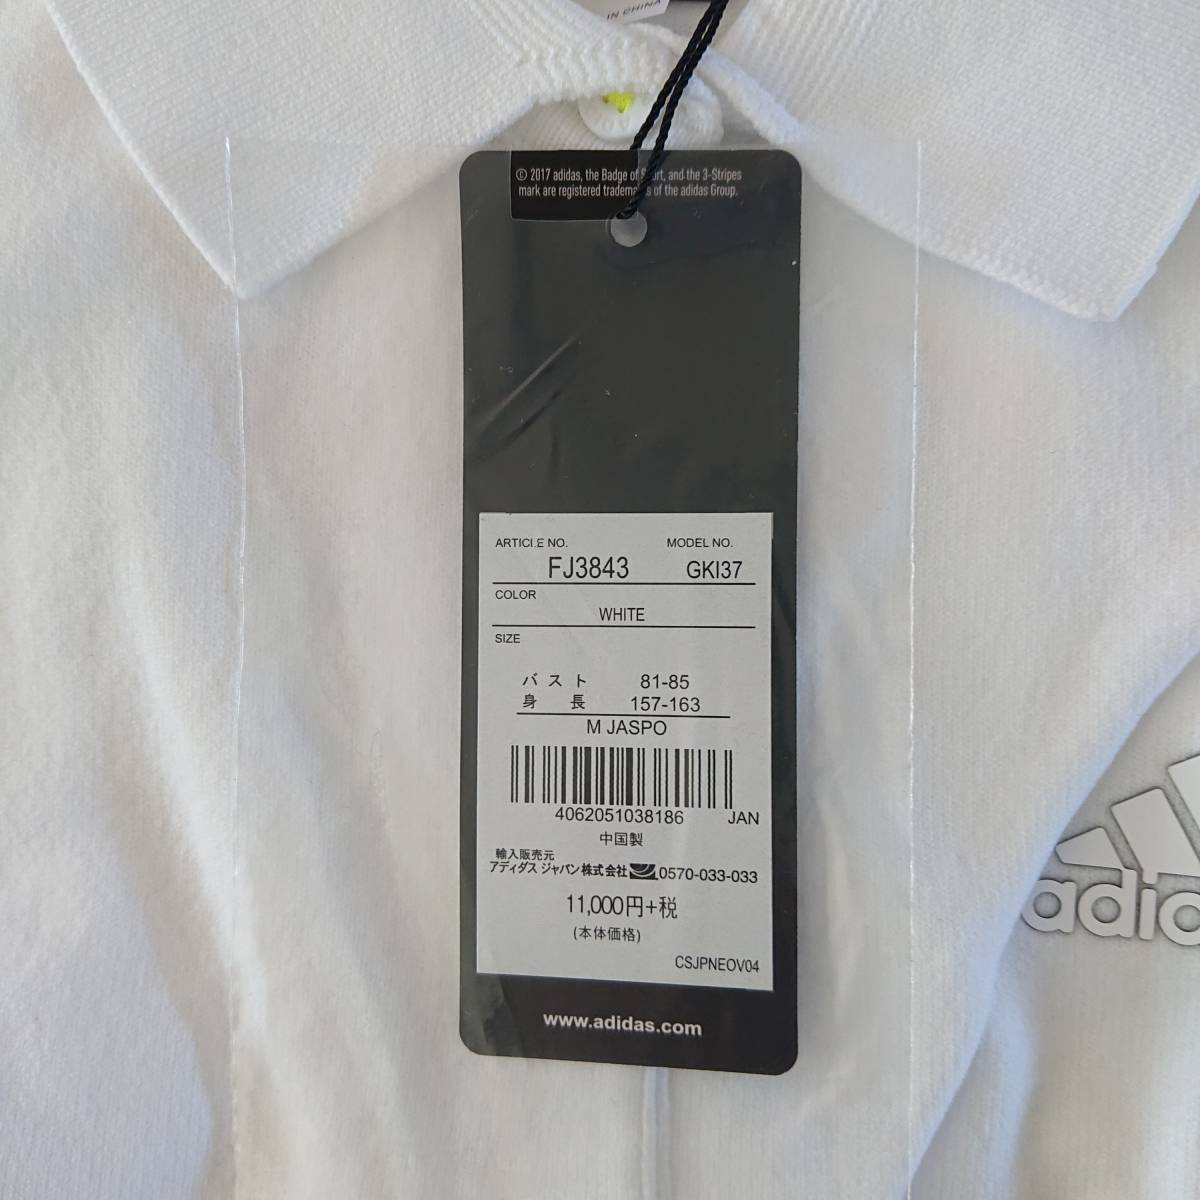 IN CHINA
© 2017 adidas, the Badge of Sport, and the 3-Stripes
mark are registered trademarks of the adidas Group.
ARTICLE NO. MODEL NO.
FJ3843 GKI37
COLOR
WHITE
SIZE
バスト 81-85
身長 157-163
M JASPO
4062051038186 JAN
中国製
輸入販売元
アディダス ジャパン株式会社 0570-033-033
11,000円+税
(本体価格)
CSJPNEOV04
www.adidas.com
adid